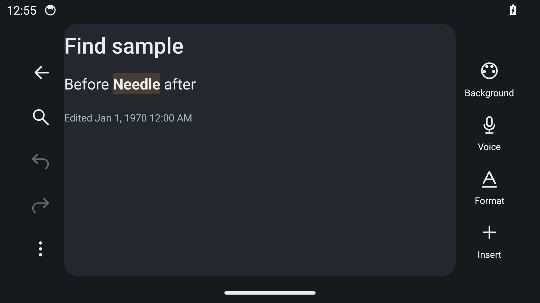 12:55
Find sample
Before Needle after
Edited Jan 1, 1970 12:00 AM
Background
Voice
Format
Insert